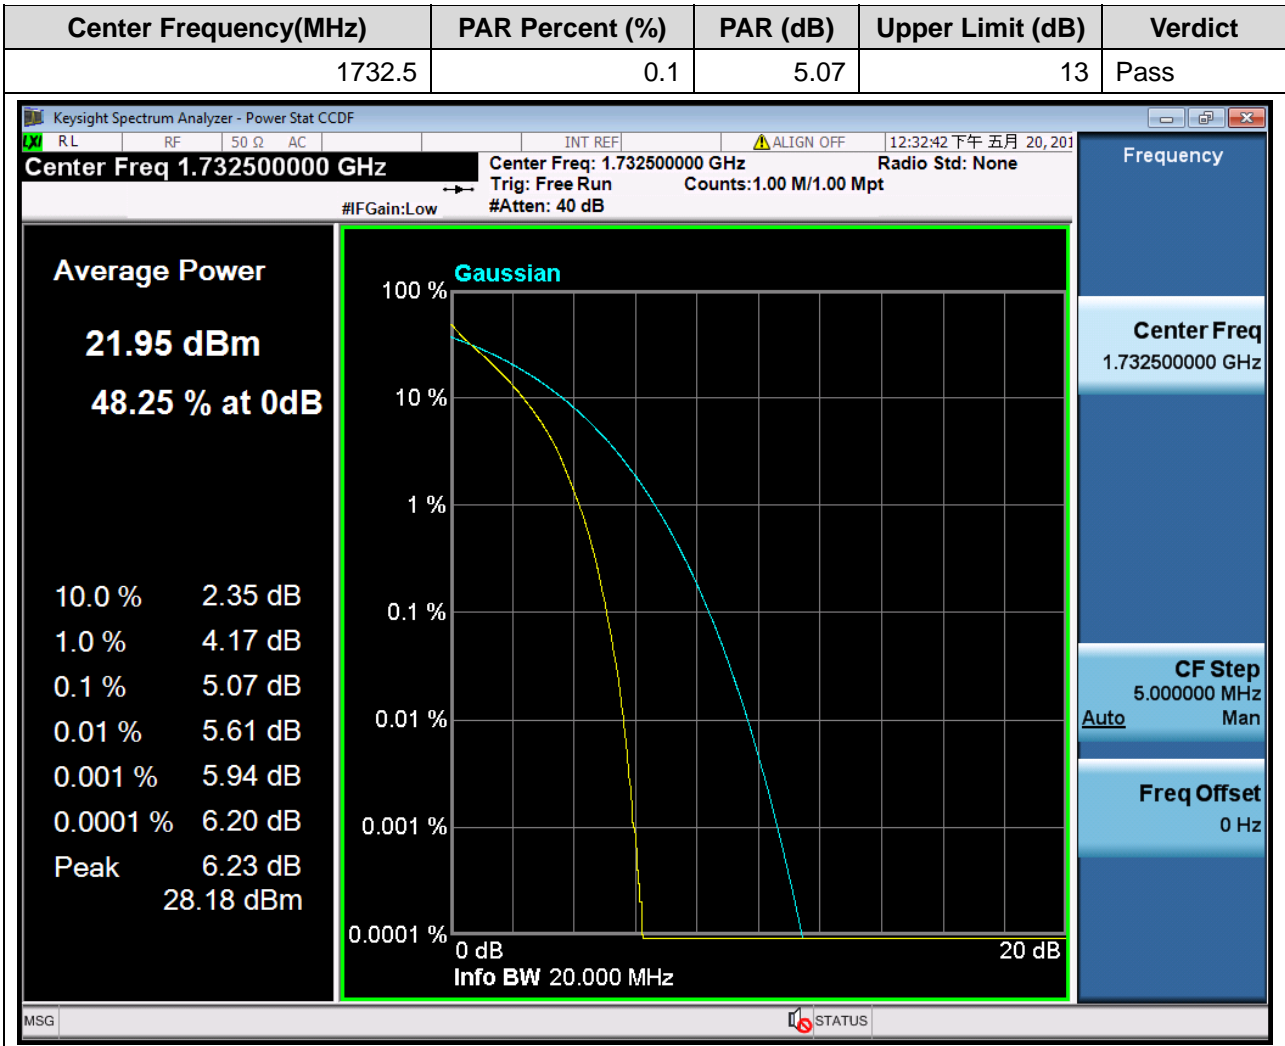 Center Frequency(MHz) PAR Percent (%) PAR (dB) Upper Limit (dB) Verdict
1732.5 0.1 5.07 13 Pass
Keysight Spectrum Analyzer - Power Stat CCDF
LXI RL RF 50 Ω AC INT REF ALIGN OFF 12:32:42 下午 五月 20, 201
Center Freq 1.732500000 GHz
Center Freq: 1.732500000 GHz Radio Std: None
Trig: Free Run Counts:1.00 M/1.00 Mpt
#IFGain:Low #Atten: 40 dB
Frequency
Average Power
21.95 dBm
48.25 % at 0dB
10.0 % 2.35 dB
1.0 % 4.17 dB
0.1 % 5.07 dB
0.01 % 5.61 dB
0.001 % 5.94 dB
0.0001 % 6.20 dB
Peak 6.23 dB
28.18 dBm
Gaussian
100 %
10 %
1 %
0.1 %
0.01 %
0.001 %
0.0001 %
0 dB 20 dB
Info BW 20.000 MHz
Center Freq
1.732500000 GHz
CF Step
5.000000 MHz
Auto Man
Freq Offset
0 Hz
MSG STATUS